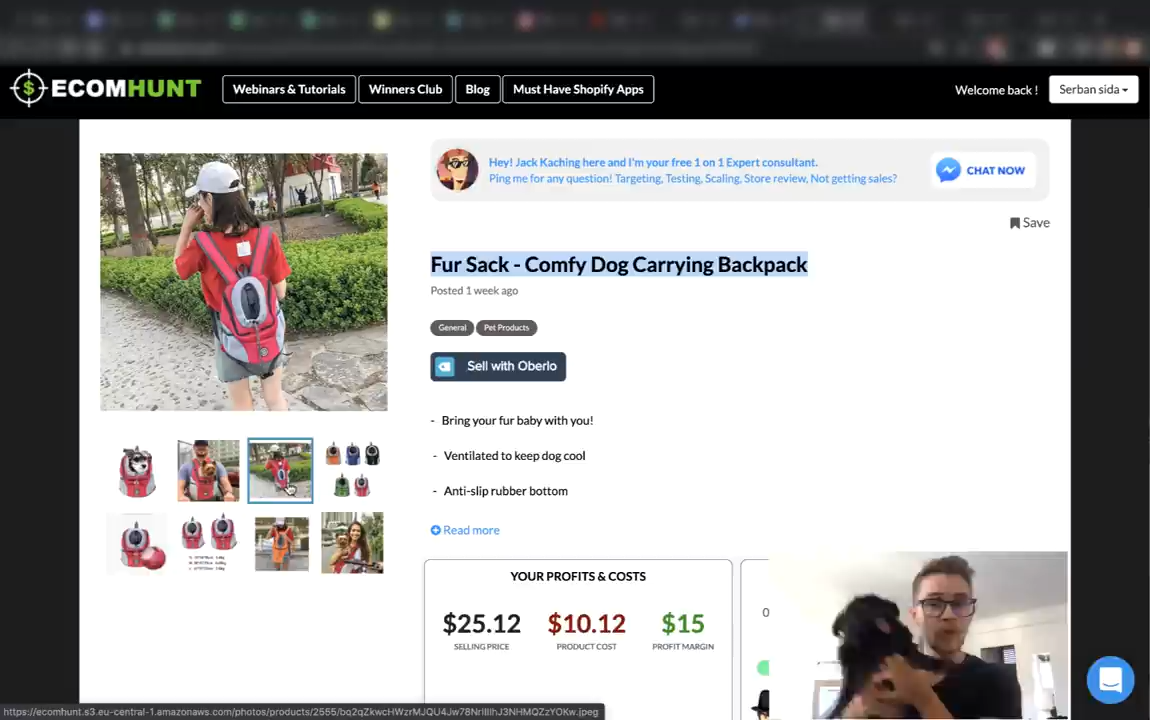 ECOMHUNT
Webinars & Tutorials
Winners Club
Blog
Must Have Shopify Apps
Welcome back !
Serban sida
Hey! Jack Kaching here and I'm your free 1 on 1 Expert consultant.
Ping me for any question! Targeting, Testing, Scaling, Store review, Not getting sales?
CHAT NOW
Save
Fur Sack - Comfy Dog Carrying Backpack
Posted 1 week ago
General
Pet Products
Sell with Oberlo
- Bring your fur baby with you!
- Ventilated to keep dog cool
- Anti-slip rubber bottom
Read more
YOUR PROFITS & COSTS
$25.12
$10.12
$15
SELLING PRICE
PRODUCT COST
PROFIT MARGIN
0